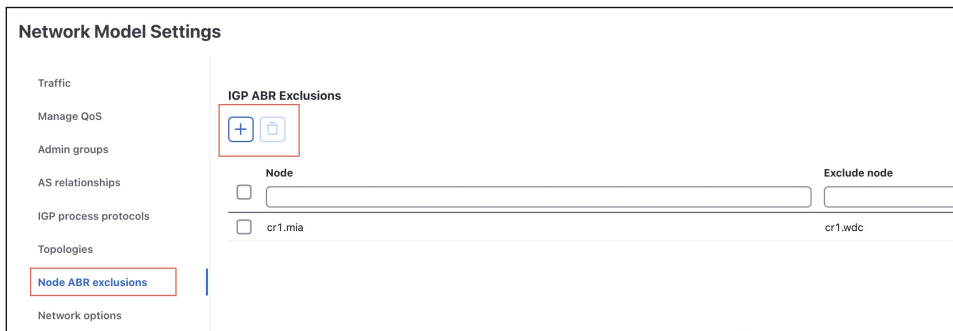 Network Model Settings
Traffic
Manage QoS
Admin groups
AS relationships
IGP process protocols
Topologies
Node ABR exclusions
Network options
IGP ABR Exclusions
Node Exclude node
cr1.mia cr1.wdc